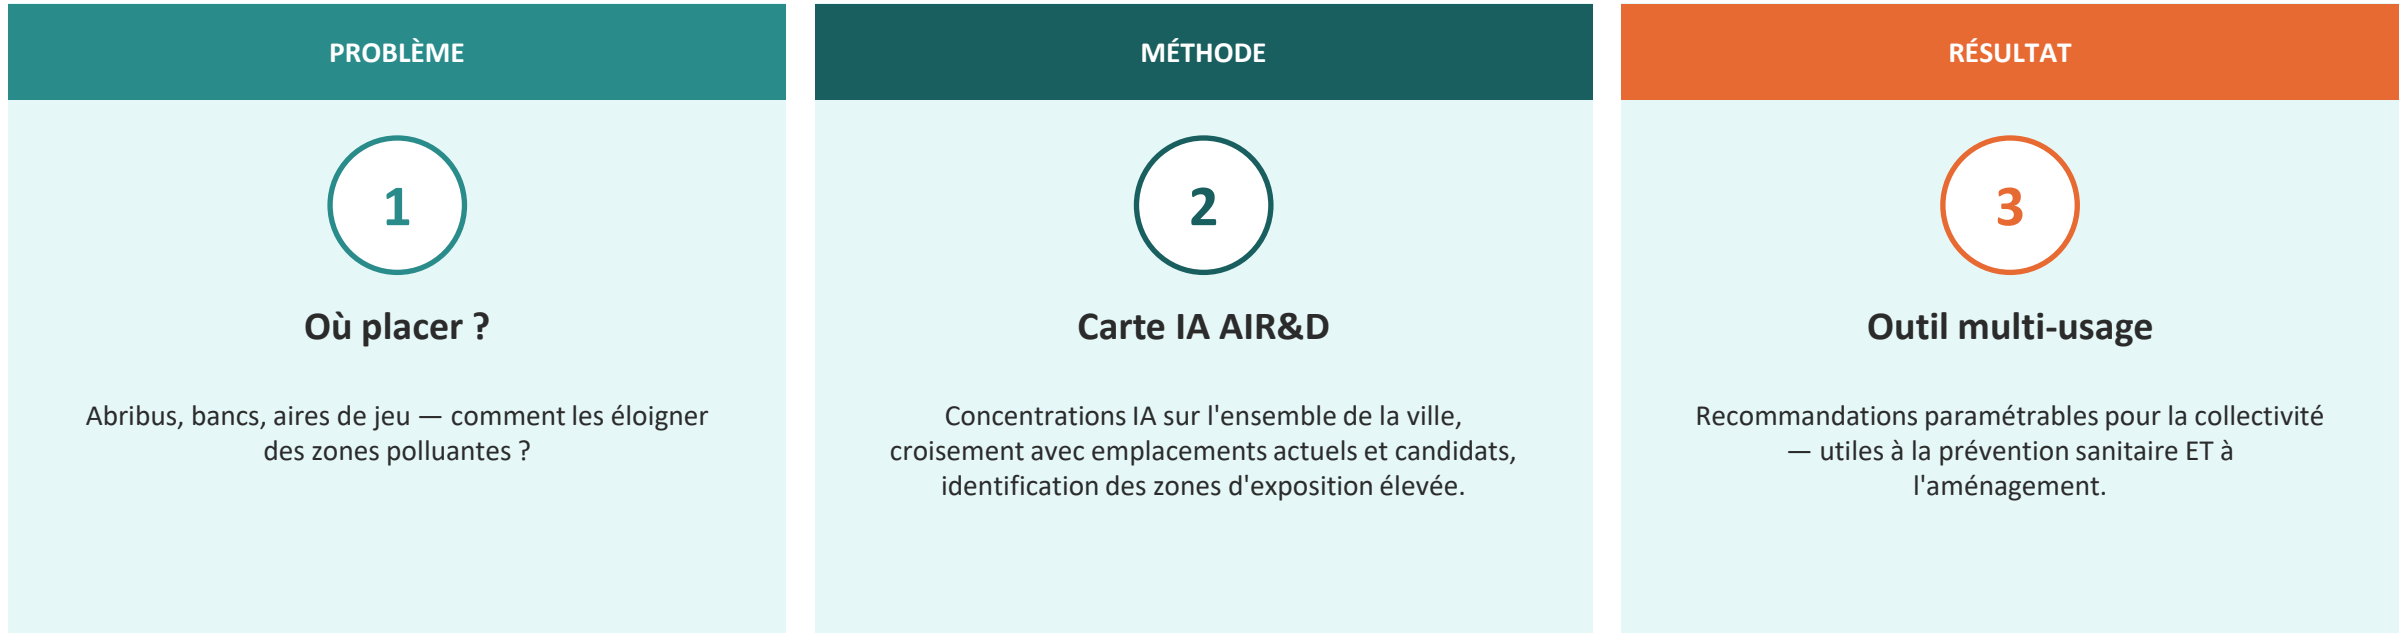 PROBLÈME
1
Où placer ?
Abribus, bancs, aires de jeu — comment les éloigner
des zones polluantes ?
MÉTHODE
2
Carte IA AIR&D
Concentrations IA sur l'ensemble de la ville,
croisement avec emplacements actuels et candidats,
identification des zones d'exposition élevée.
RÉSULTAT
3
Outil multi-usage
Recommandations paramétrables pour la collectivité
— utiles à la prévention sanitaire ET à
l'aménagement.